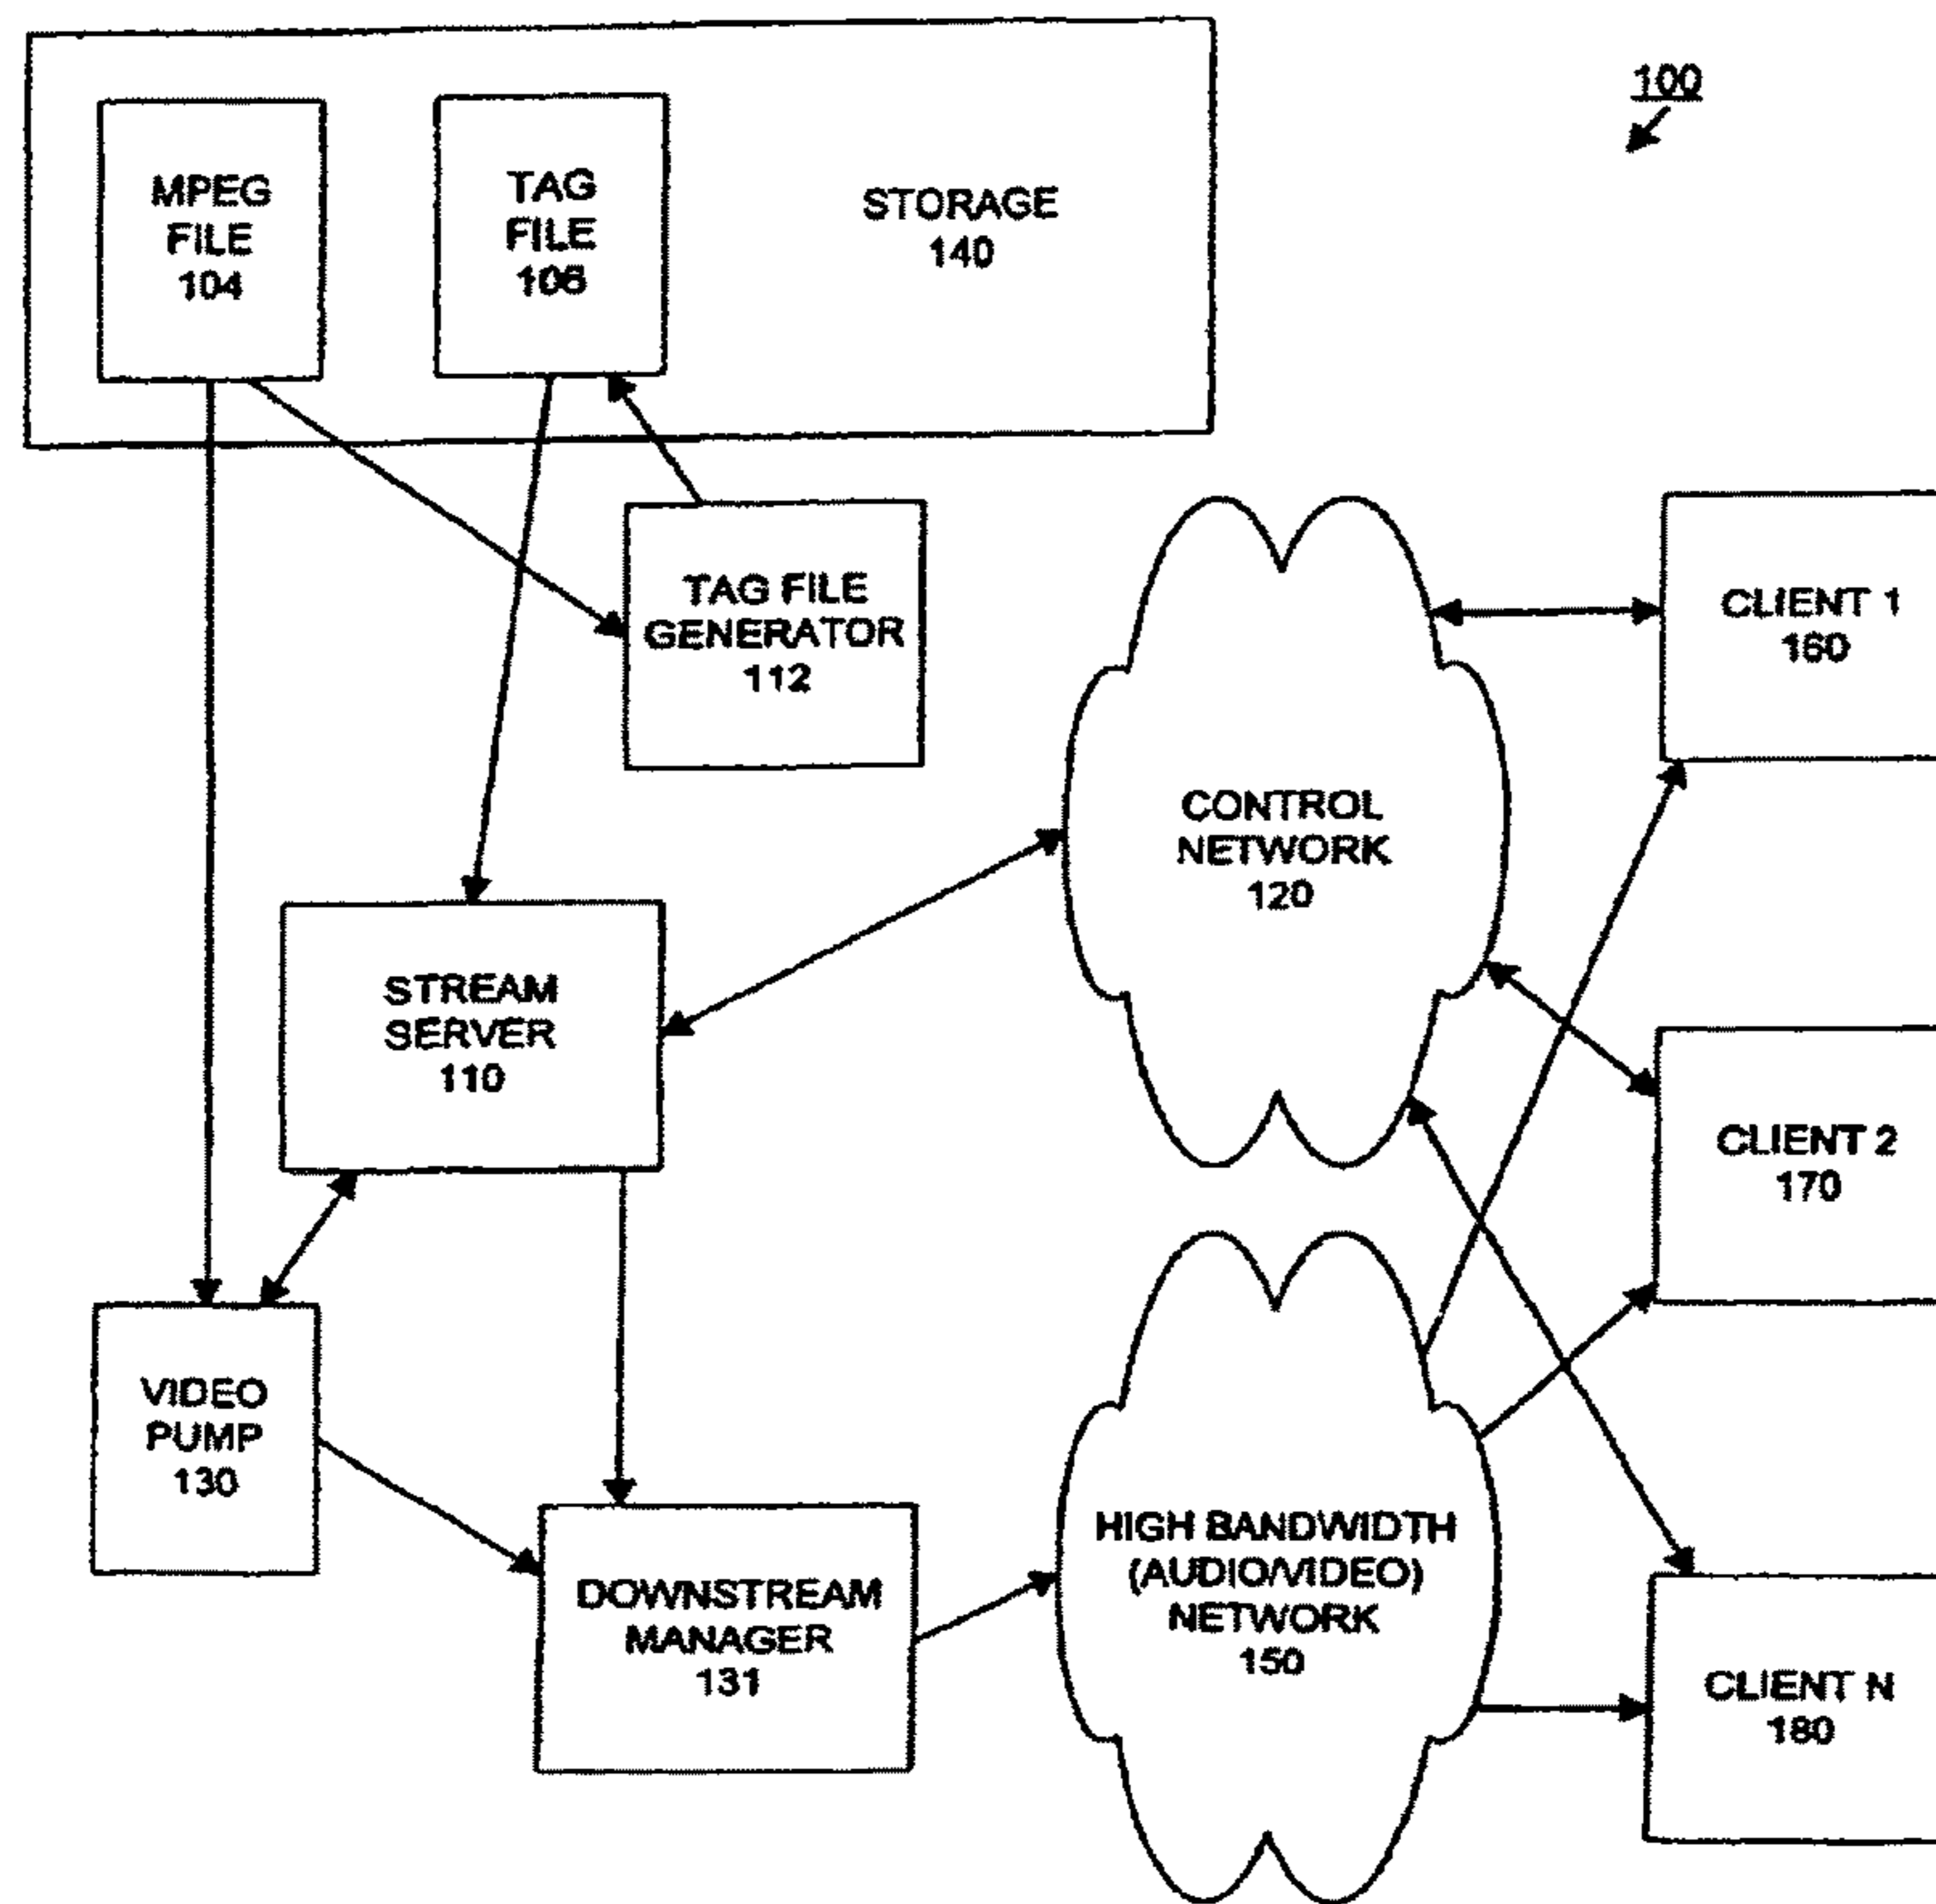 100
MPEG
FILE
104
TAG
FILE
106
STORAGE
140
TAG FILE
GENERATOR
112
CONTROL
NETWORK
120
CLIENT 1
160
STREAM
SERVER
110
CLIENT 2
170
VIDEO
PUMP
130
DOWNSTREAM
MANAGER
131
HIGH BANDWIDTH
(AUDIO/VIDEO)
NETWORK
150
CLIENT N
180